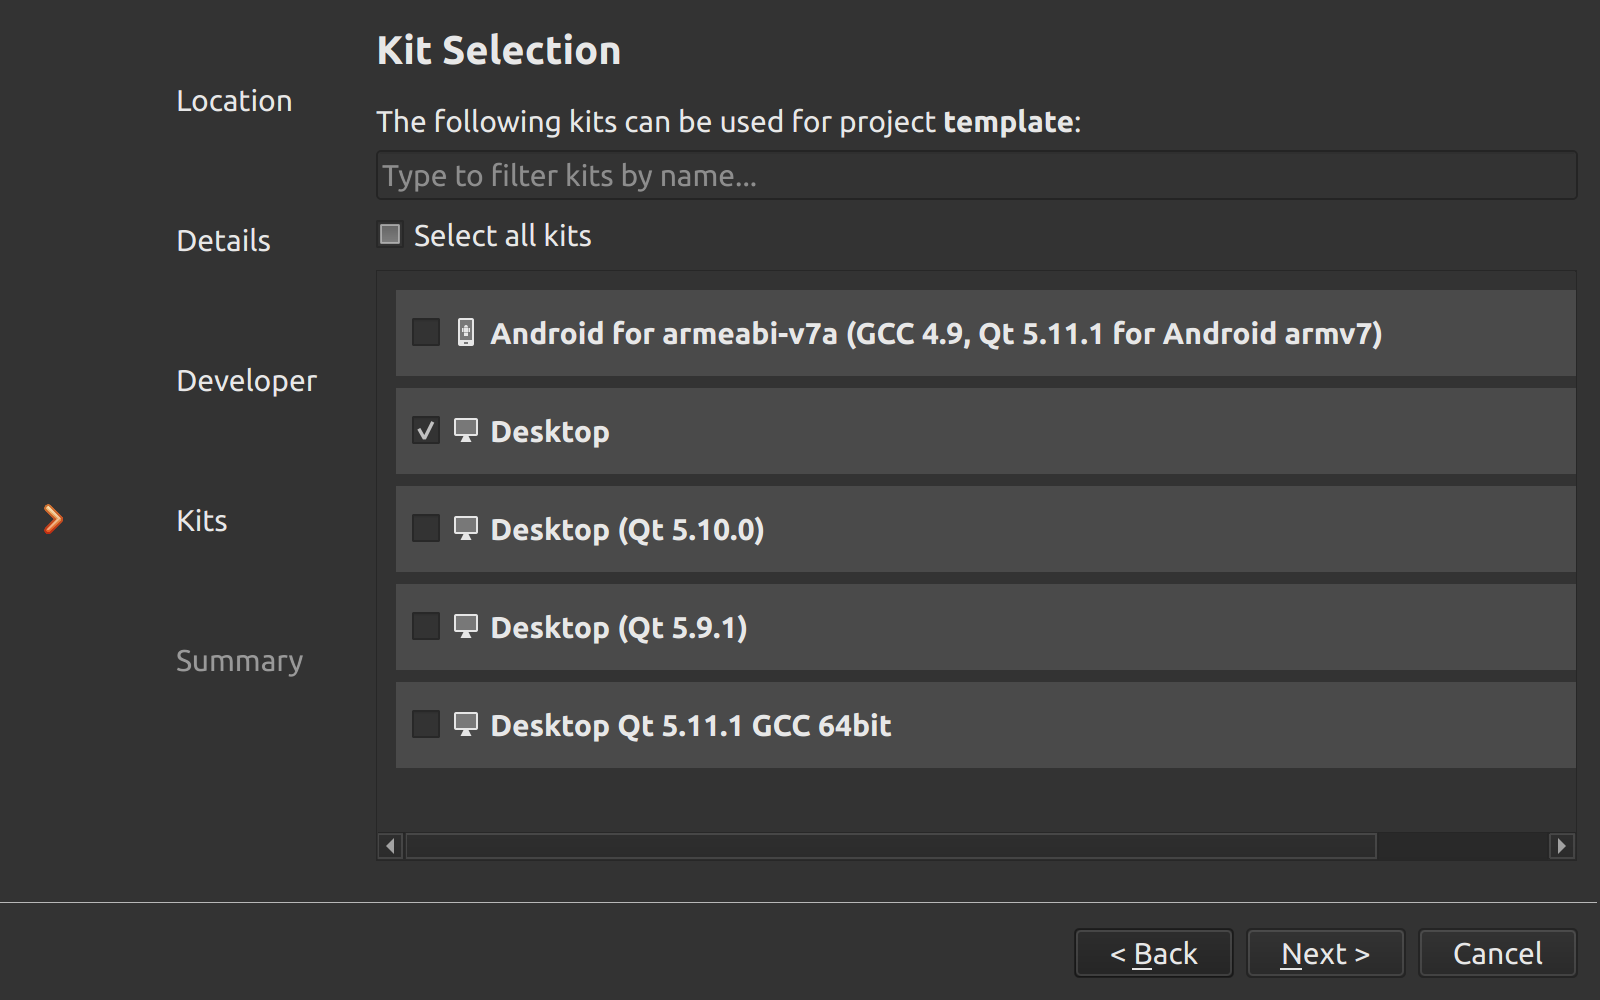 Kit Selection
Location
The following kits can be used for project template:
Type to filter kits by name...
Details
Select all kits
Android for armeabi-v7a (GCC 4.9, Qt 5.11.1 for Android armv7)
Developer
Desktop
Kits
Desktop (Qt 5.10.0)
Desktop (Qt 5.9.1)
Summary
Desktop Qt 5.11.1 GCC 64bit
< Back
Next >
Cancel